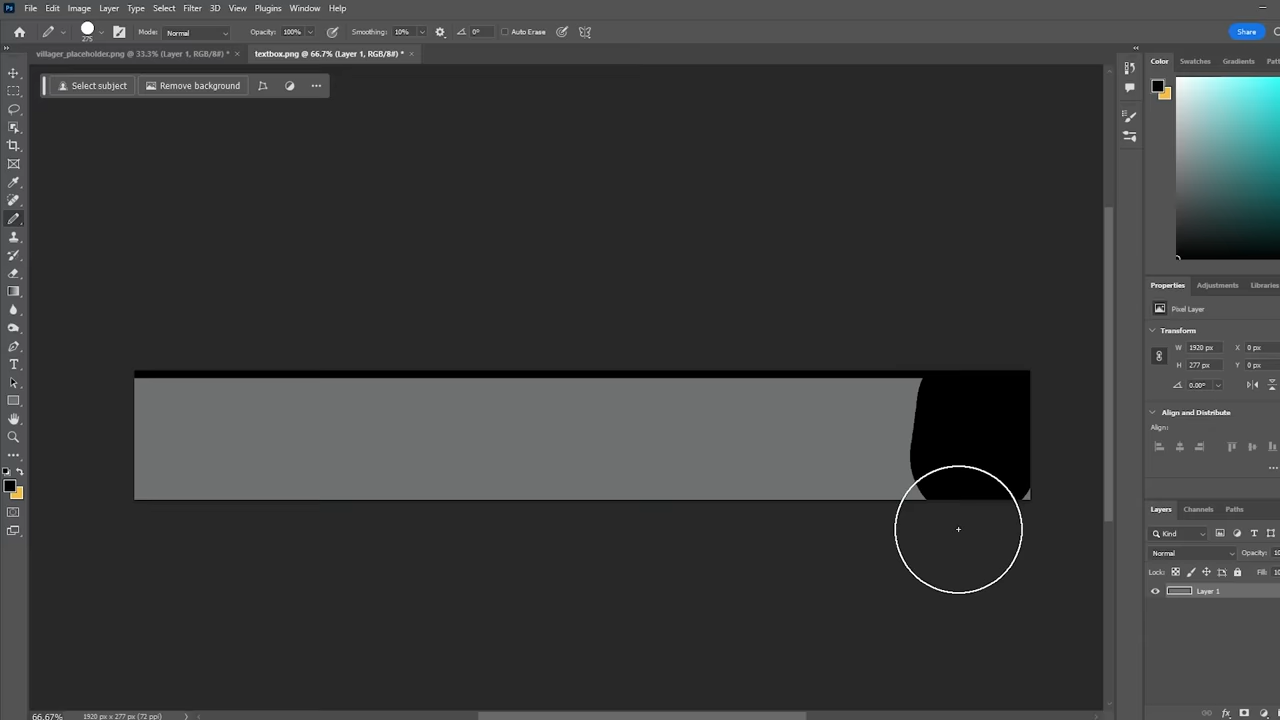 Ps File Edit Image Layer Type Select Filter 3D View Plugins Window Help
275 Mode: Normal Opacity: 100% Smoothing: 10% 0° Auto Erase Share
villager_placebolder.png @ 33.3% (Layer 1, RGB/8#) * × textbox.png @ 66.7% (Layer 1, RGB/8#) * ×
Color Swatches Gradients
Select subject Remove background
Properties Adjustments Libraries
Pixel Layer
Transform
W 1920 px X 0 px
H 277 px Y 0 px
0.00°
Align and Distribute
Align:
Layers Channels Paths
Kind
Normal Opacity:
Lock: Fill:
Layer 1
66.67% 1920 px x 277 px (72 ppi)